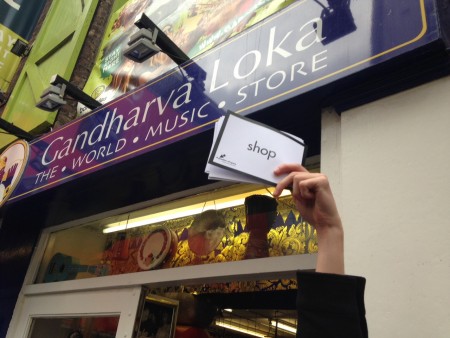 Gandharva Loka
THE • WORLD • MUSIC • STORE
shop